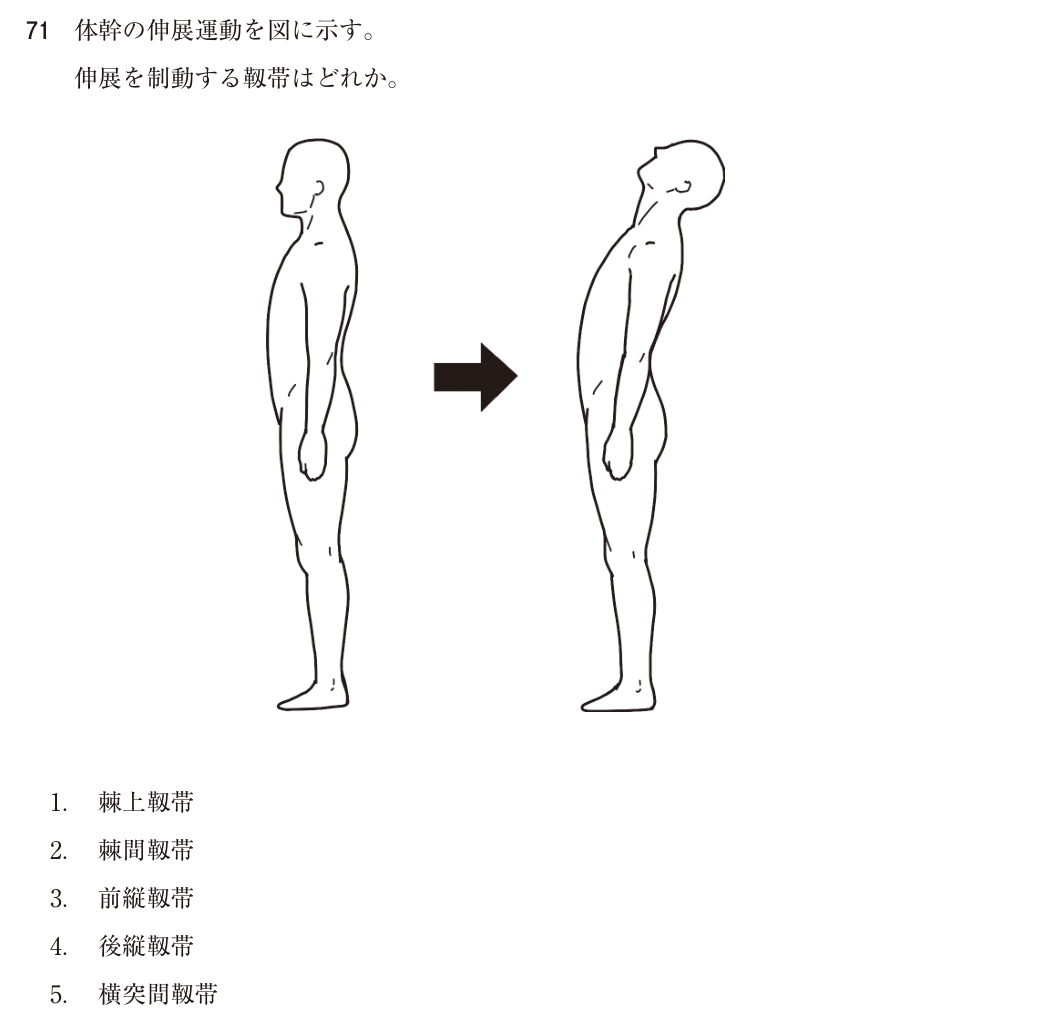 71 体幹の伸展運動を図に示す。
伸展を制動する靱帯はどれか。
1. 棘上靱帯
2. 棘間靱帯
3. 前縦靱帯
4. 後縦靱帯
5. 横突間靱帯